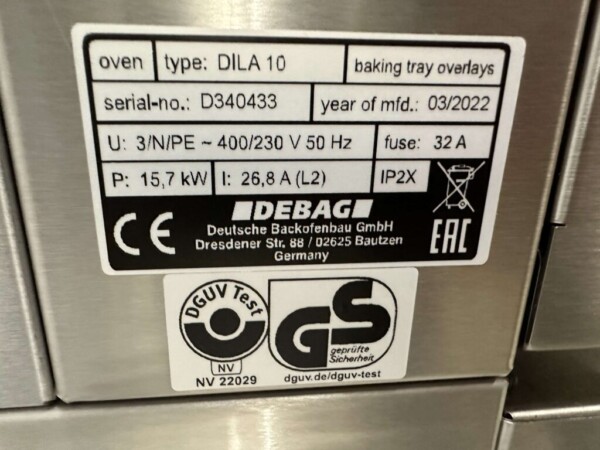 oven type: DILA 10 baking tray overlays
serial-no.: D340433 year of mfd.: 03/2022
U: 3/N/PE ~ 400/230 V 50 Hz fuse: 32 A
P: 15,7 kW I: 26,8 A (L2) IP2X
DEBAG
Deutsche Backofenbau GmbH
Dresdener Str. 88 / 02625 Bautzen
Germany
CE
EAC
DGUV Test
NV
NV 22029
GS
geprüfte
Sicherheit
dguv.de/dguv-test